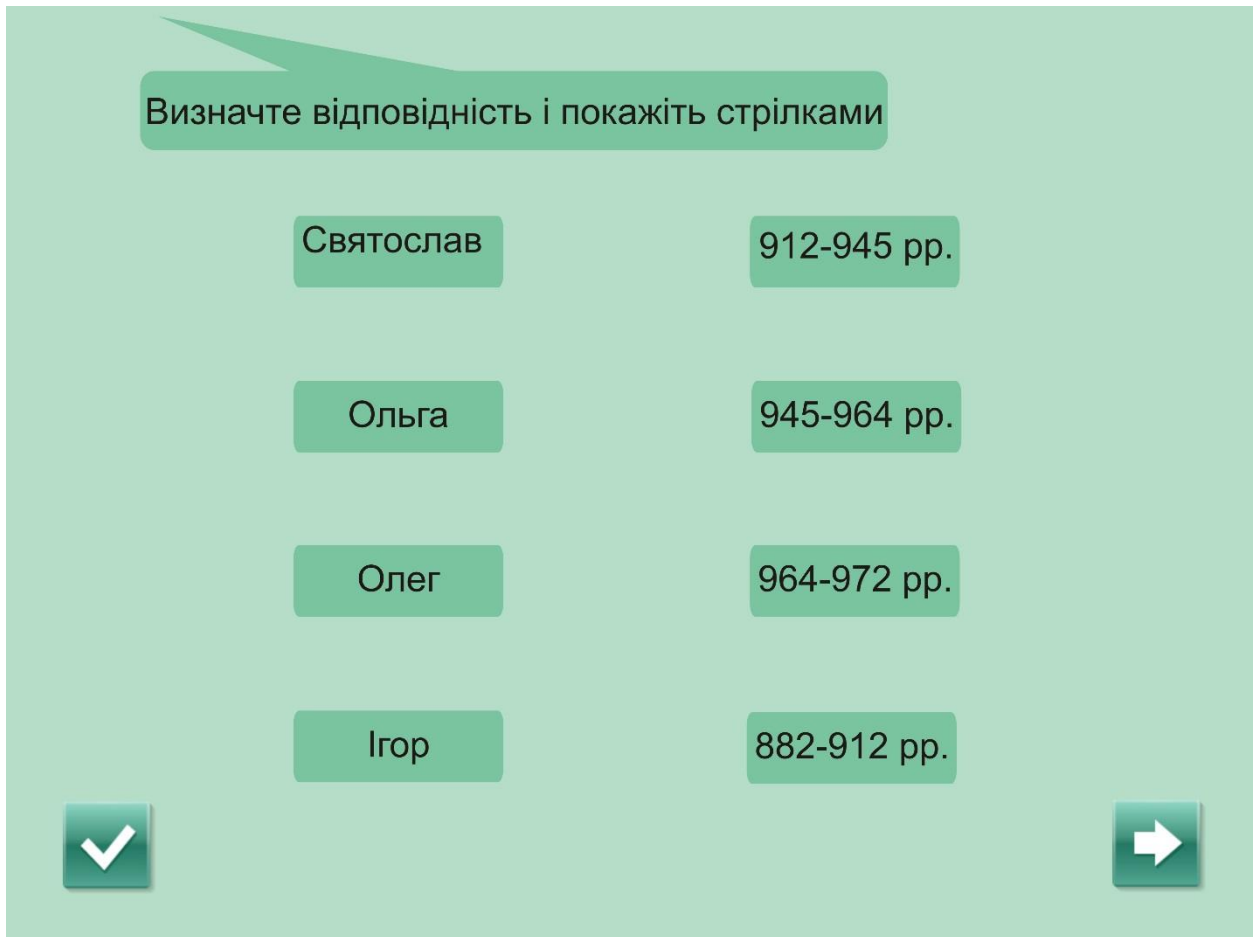 Визначте відповідність і покажіть стрілками
Святослав
912-945 рр.
Ольга
945-964 рр.
Олег
964-972 рр.
Ігор
882-912 рр.